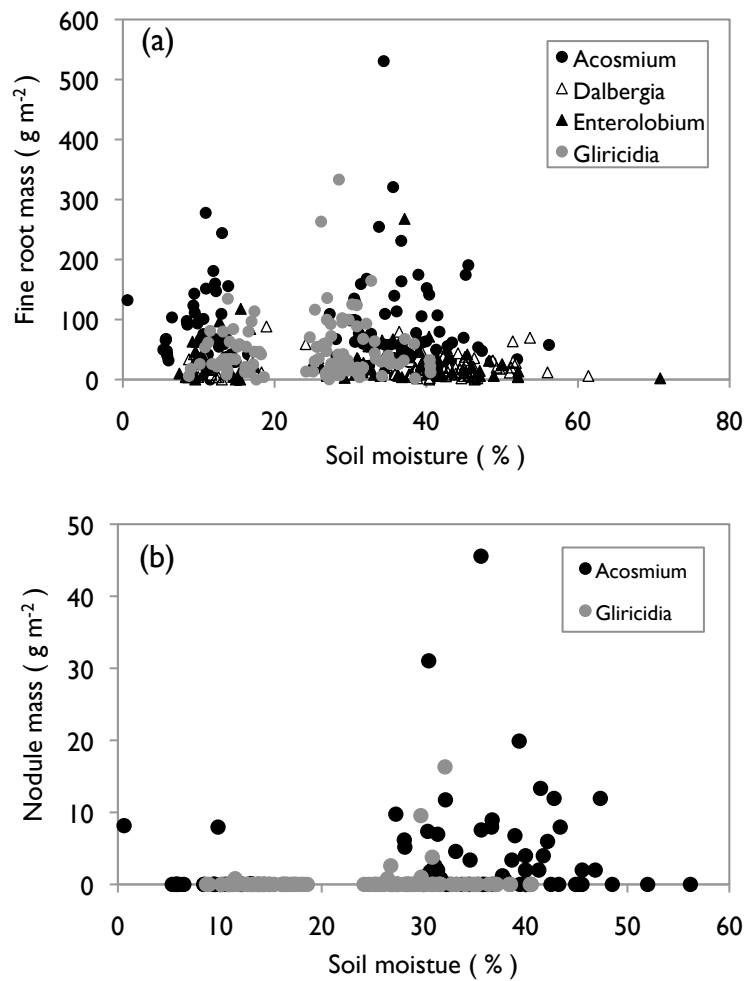 600
500
400
300
200
100
0
Fine root mass ( g m-2)
(a)
Acosmium
Dalbergia
Enterolobium
Gliricidia
0 20 40 60 80
Soil moisture ( % )
50
40
30
20
10
0
Nodule mass ( g m-2)
(b)
Acosmium
Gliricidia
0 10 20 30 40 50 60
Soil moistue ( % )